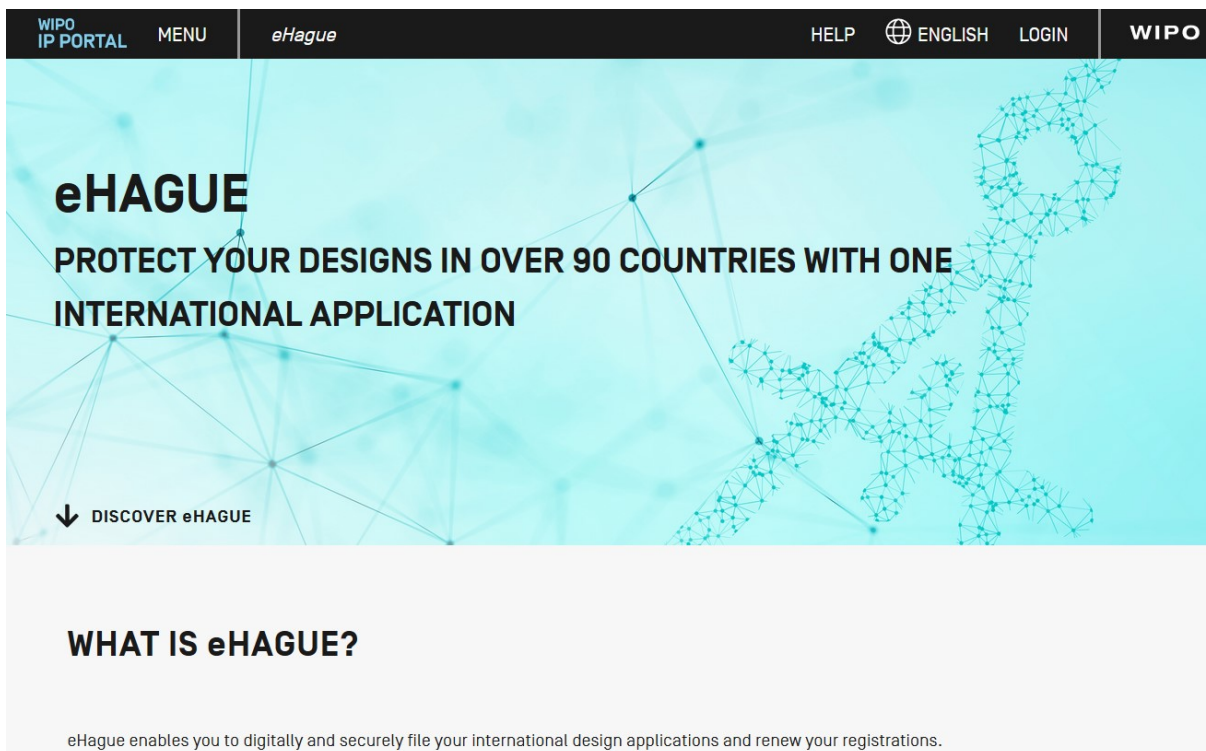 WIPO
IP PORTAL
MENU
eHague
HELP
ENGLISH
LOGIN
WIPO
eHAGUE
PROTECT YOUR DESIGNS IN OVER 90 COUNTRIES WITH ONE
INTERNATIONAL APPLICATION
DISCOVER eHAGUE
WHAT IS eHAGUE?
eHague enables you to digitally and securely file your international design applications and renew your registrations.